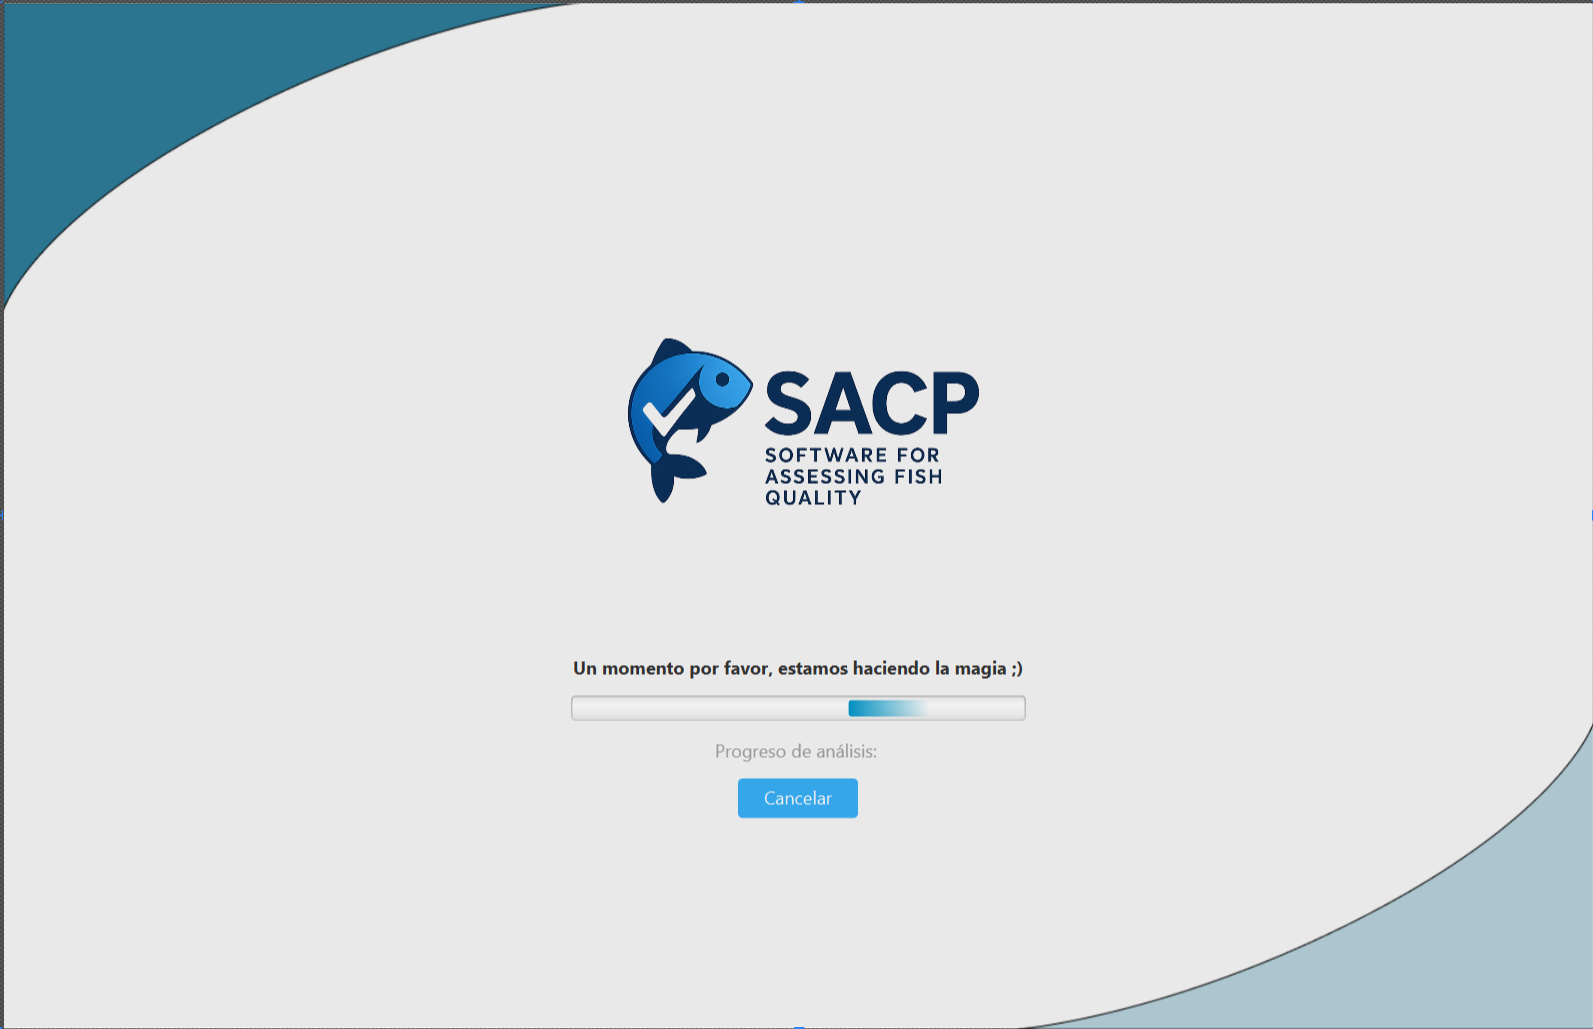 SACP
SOFTWARE FOR
ASSESSING FISH
QUALITY
Un momento por favor, estamos haciendo la magia ;)
Progreso de análisis:
Cancelar